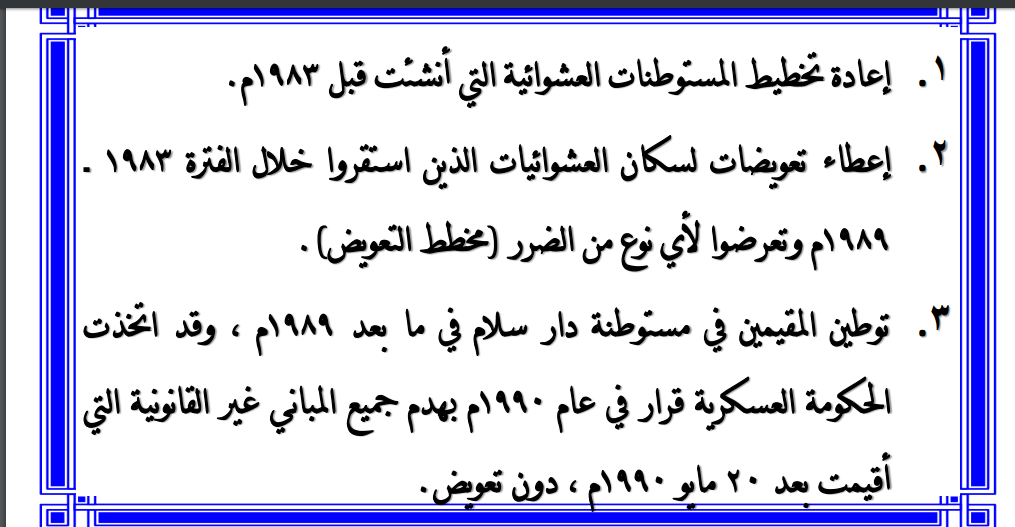 ١. إعادة تخطيط المستوطنات العشوائية التي أنشئت قبل ١٩٨٣م.
٢. إعطاء تعويضات لسكان العشوائيات الذين استقروا خلال الفترة ١٩٨٣ -
١٩٨٩م وتعرضوا لأي نوع من الضرر (مخطط التعويض) .
٣. توطين المقيمين في مستوطنة دار سلام في ما بعد ١٩٨٩م ، وقد اتخذت
الحكومة العسكرية قرار في عام ١٩٩٠م بهدم جميع المباني غير القانونية التي
أقيمت بعد ٢٠ مايو ١٩٩٠م ، دون تعويض.